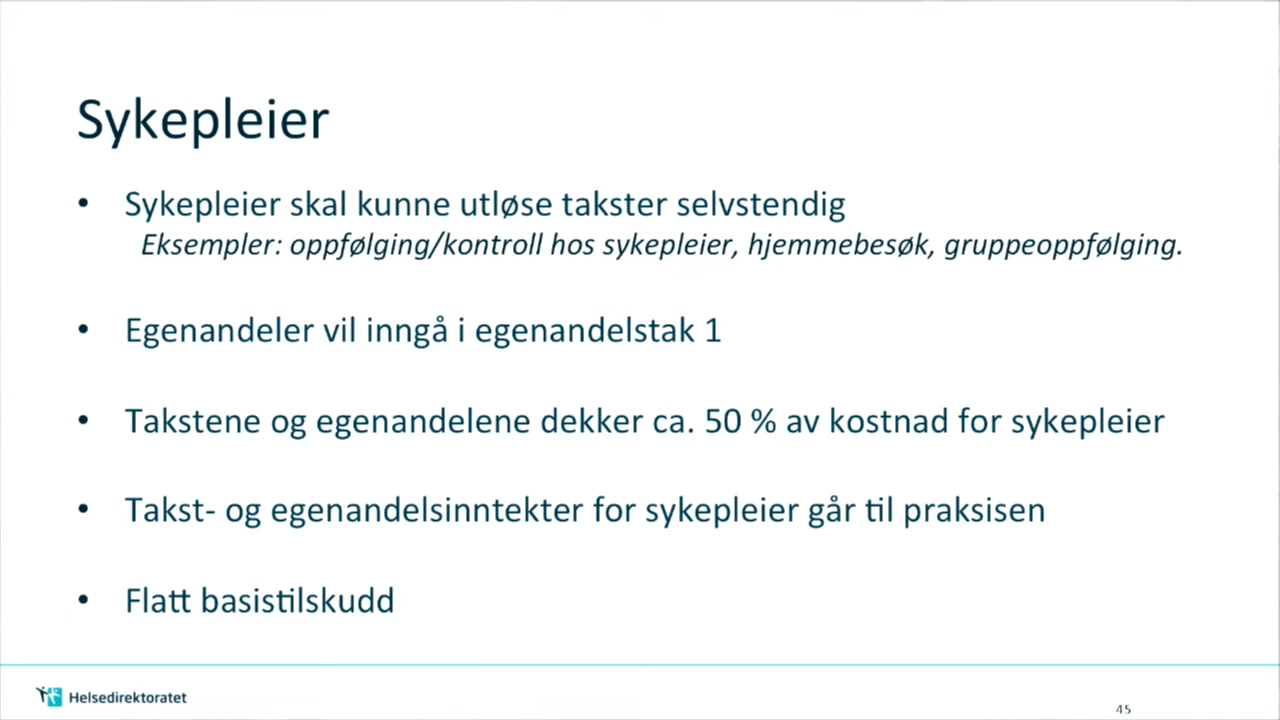 Sykepleier
• Sykepleier skal kunne utløse takster selvstendig
Eksempler: oppfølging/kontroll hos sykepleier, hjemmebesøk, gruppeoppfølging.
• Egenandeler vil inngå i egenandelstak 1
• Takstene og egenandelene dekker ca. 50 % av kostnad for sykepleier
• Takst- og egenandelsinntekter for sykepleier går til praksisen
• Flatt basistilskudd
Helsedirektoratet
45